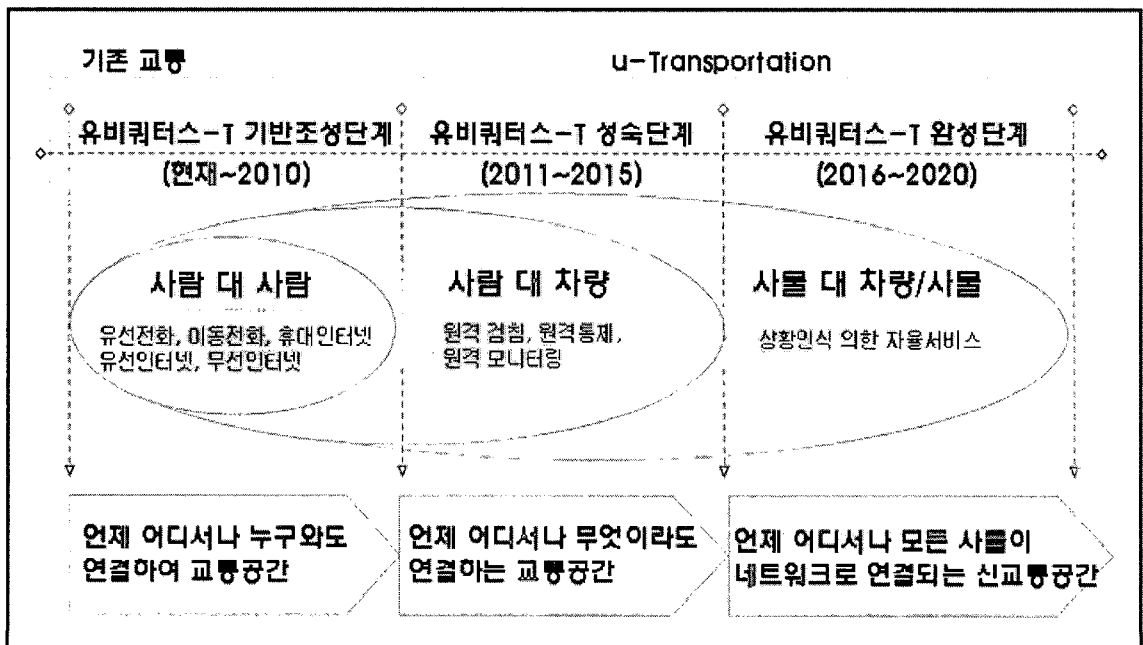 기존 교통
u-Transportation
유비쿼터스-T 기반조성단계
(현재~2010)
유비쿼터스-T 성숙단계
(2011~2015)
유비쿼터스-T 완성단계
(2016~2020)
사람 대 사람
유선전화, 이동전화, 휴대인터넷
유선인터넷, 무선인터넷
사람 대 차량
원격 검침, 원격통제,
원격 모니터링
사물 대 차량/사물
상황인식 의한 자율서비스
언제 어디서나 누구와도
연결하여 교통공간
언제 어디서나 무엇이라도
연결하는 교통공간
언제 어디서나 모든 사물이
네트워크로 연결되는 신교통공간